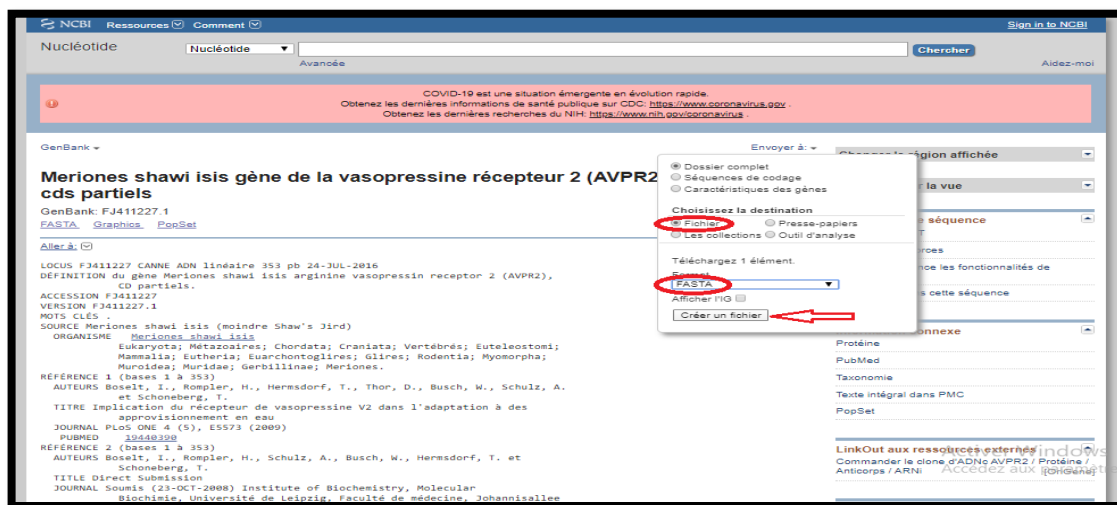 NCBI Ressources Comment Sign in to NCBI
Nucléotide Nucléotide Chercher
Avancée Aidez-moi
COVID-19 est une situation émergente en évolution rapide.
Obtenez les dernières informations de santé publique sur CDC: https://www.coronavirus.gov .
Obtenez les dernières recherches du NIH: https://www.nih.gov/coronavirus .
GenBank Envoyer à:
Meriones shawi isis gène de la vasopressine récepteur 2 (AVPR2
cds partiels
GenBank: FJ411227.1
FASTA Graphics PopSet
Aller à:
LOCUS FJ411227 CANNE ADN linéaire 353 pb 24-JUL-2016
DÉFINITION du gène Meriones shawi isis arginine vasopressin receptor 2 (AVPR2),
CD partiels.
ACCESSION FJ411227
VERSION FJ411227.1
MOTS CLÉS .
SOURCE Meriones shawi isis (moindre Shaw's Jird)
ORGANISME Meriones shawi isis
Eukaryota; Métazoaires; Chordata; Craniata; Vertébrés; Euteleostomi;
Mammalia; Eutheria; Euarchontoglires; Glires; Rodentia; Myomorpha;
Muroidea; Muridae; Gerbillinae; Meriones.
RÉFÉRENCE 1 (bases 1 à 353)
AUTEURS Boselt, I., Rompler, H., Hermsdorf, T., Thor, D., Busch, W., Schulz, A.
et Schoneberg, T.
TITRE Implication du récepteur de vasopressine V2 dans l'adaptation à des
approvisionnement en eau
JOURNAL PLoS ONE 4 (5), E5573 (2009)
PUBMED 19440390
RÉFÉRENCE 2 (bases 1 à 353)
AUTEURS Boselt, I., Rompler, H., Schulz, A., Busch, W., Hermsdorf, T. et
Schoneberg, T.
TITLE Direct Submission
JOURNAL Soumis (23-OCT-2008) Institute of Biochemistry, Molecular
Biochimie, Université de Leipzig, Faculté de médecine, Johannisallee
Dossier complet
Séquences de codage
Caractéristiques des gènes
Choisissez la destination
Fichier Presse-papiers
Les collections Outil d'analyse
Téléchargez 1 élément.
Format
FASTA
Afficher l'IG
Créer un fichier
région affichée
la vue
séquence
nce les fonctionnalités de
cette séquence
onnexe
Protéine
PubMed
Taxonomie
Texte intégral dans PMC
PopSet
LinkOut aux ressources externes
Commander le clone d'ADNc AVPR2 / Protéine /
Anticorps / ARNi [OriGene]
Activer Windows
Accédez aux paramètre